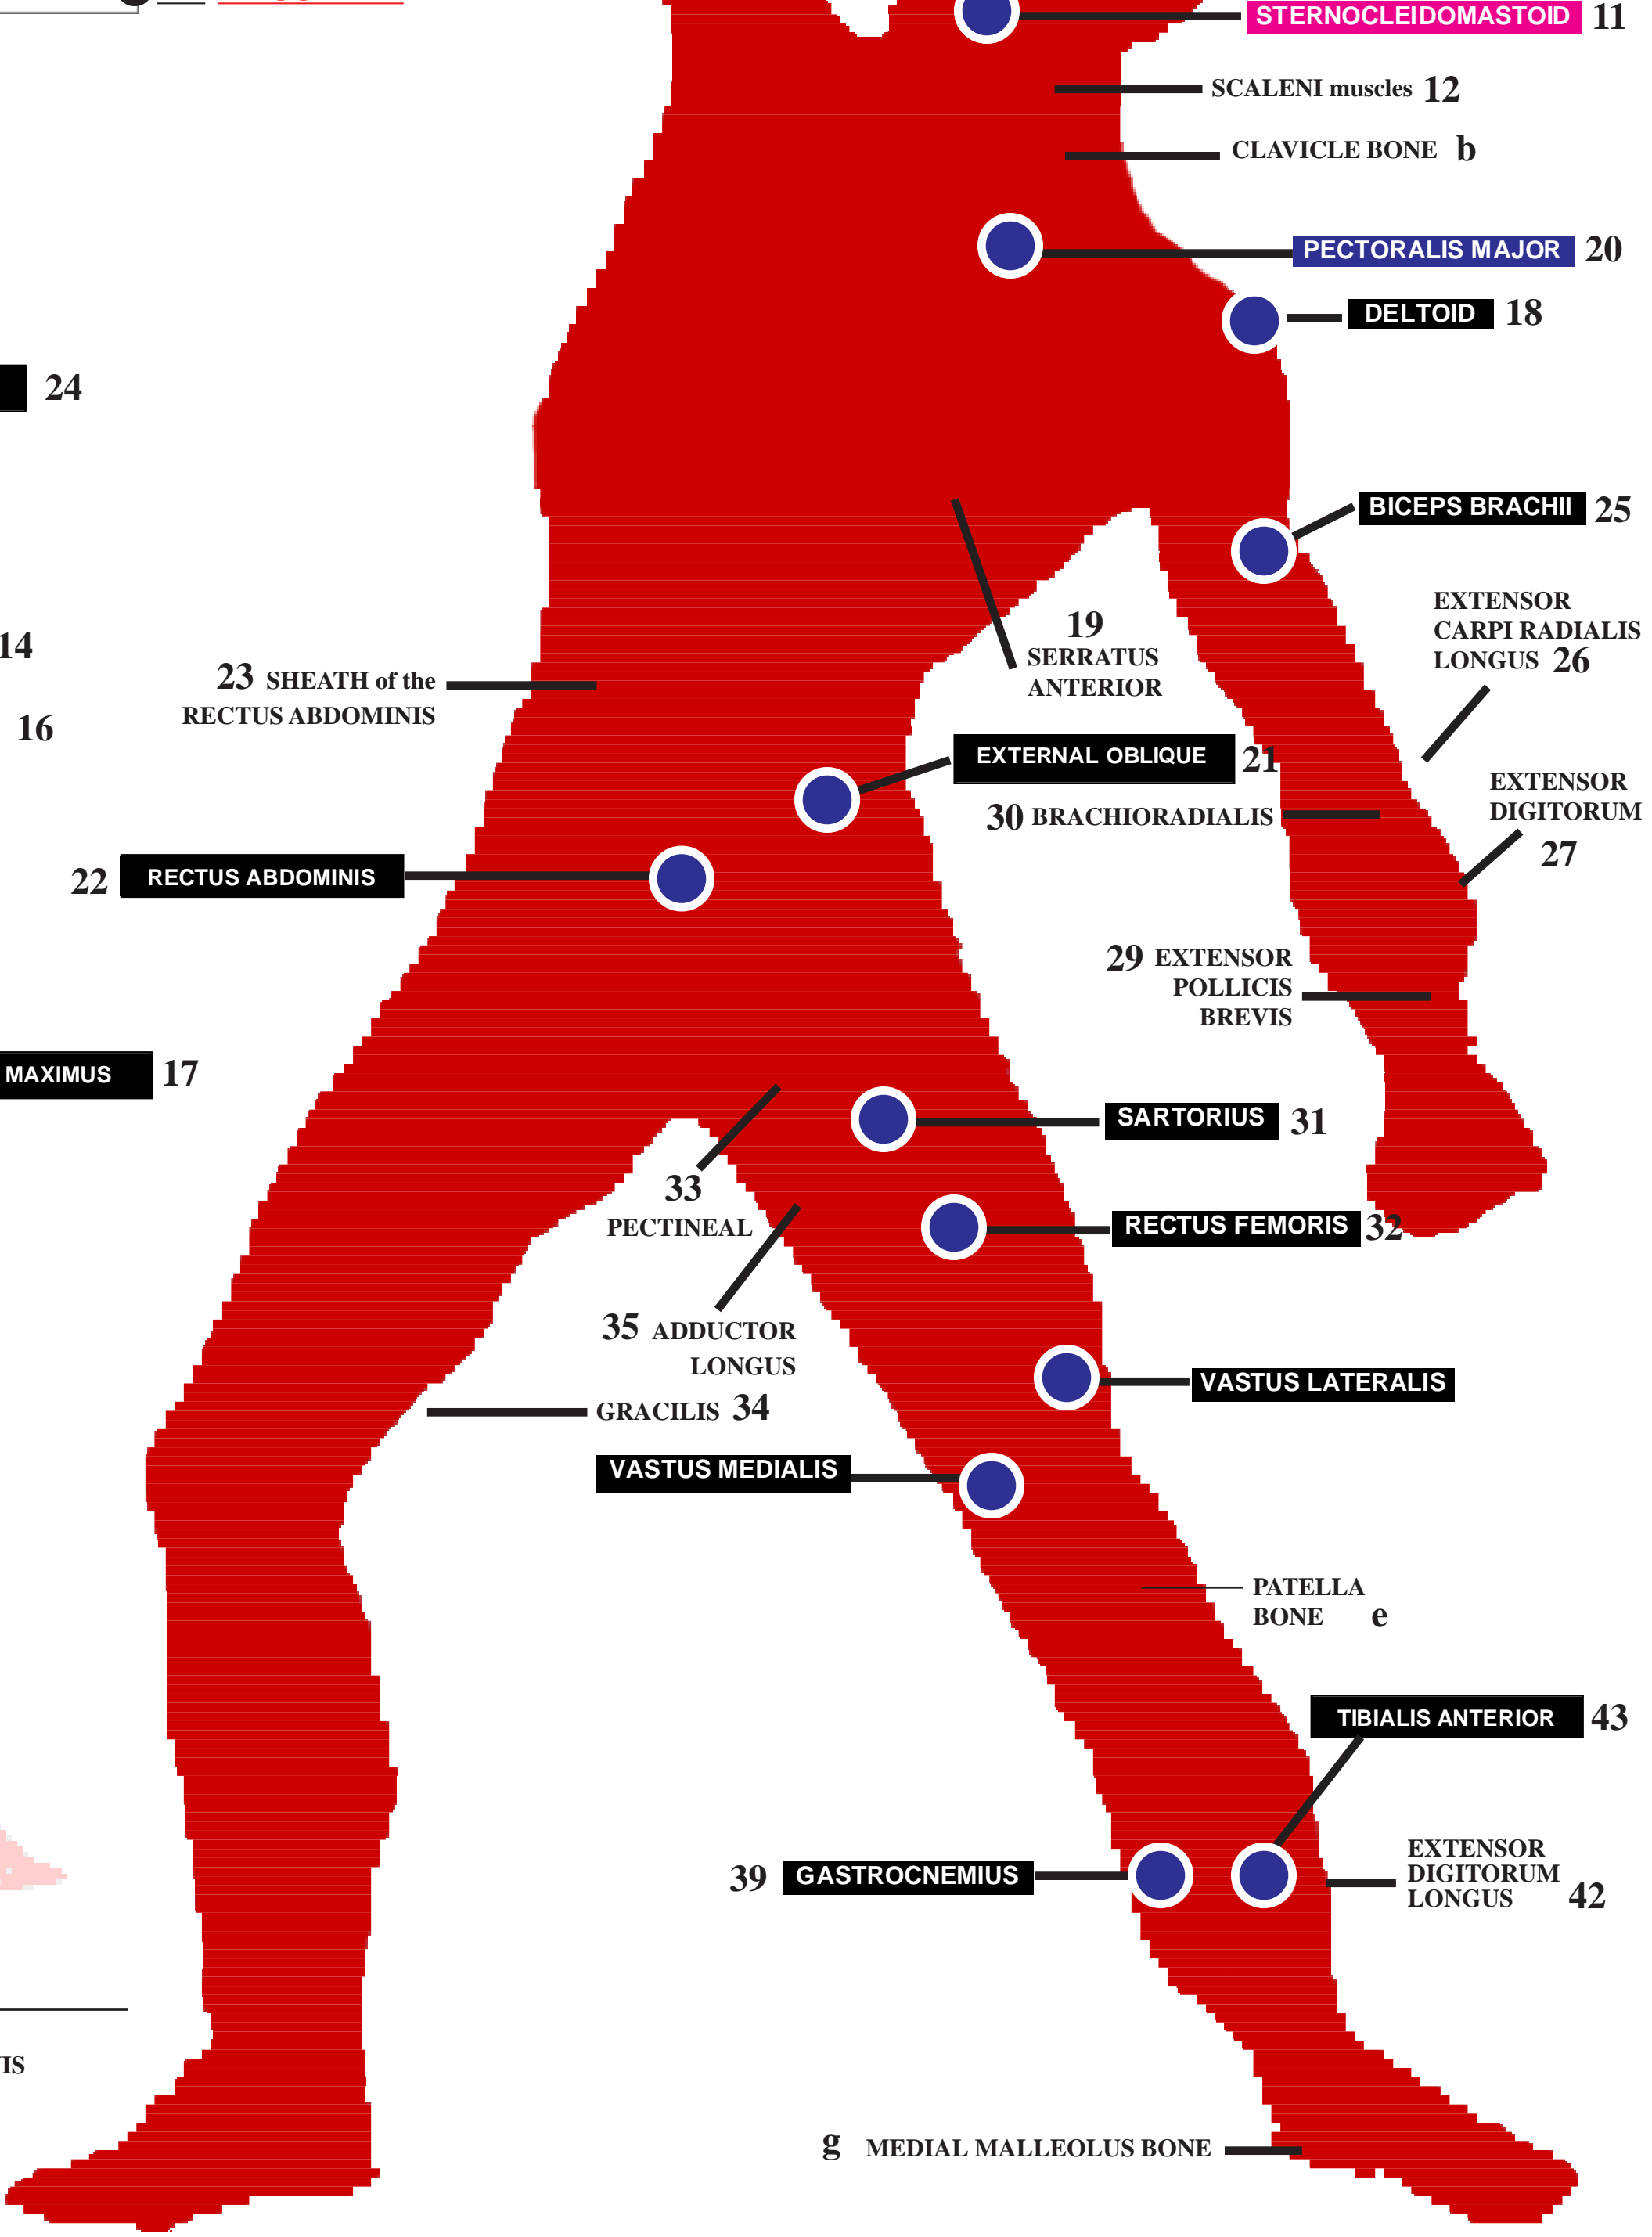 STERNOCLEIDOMASTOID 11
SCALENI muscles 12
CLAVICLE BONE b
PECTORALIS MAJOR 20
DELTOID 18
24
BICEPS BRACHII 25
EXTENSOR
CARPI RADIALIS
LONGUS 26
19
SERRATUS
ANTERIOR
14
23 SHEATH of the
RECTUS ABDOMINIS
16
EXTERNAL OBLIQUE 21
30 BRACHIORADIALIS
EXTENSOR
DIGITORUM
27
22 RECTUS ABDOMINIS
29 EXTENSOR
POLLICIS
BREVIS
MAXIMUS 17
SARTORIUS 31
33
PECTINEAL
RECTUS FEMORIS 32
35 ADDUCTOR
LONGUS
VASTUS LATERALIS
GRACILIS 34
VASTUS MEDIALIS
PATELLA
BONE e
TIBIALIS ANTERIOR 43
39 GASTROCNEMIUS
EXTENSOR
DIGITORUM
LONGUS 42
g MEDIAL MALLEOLUS BONE